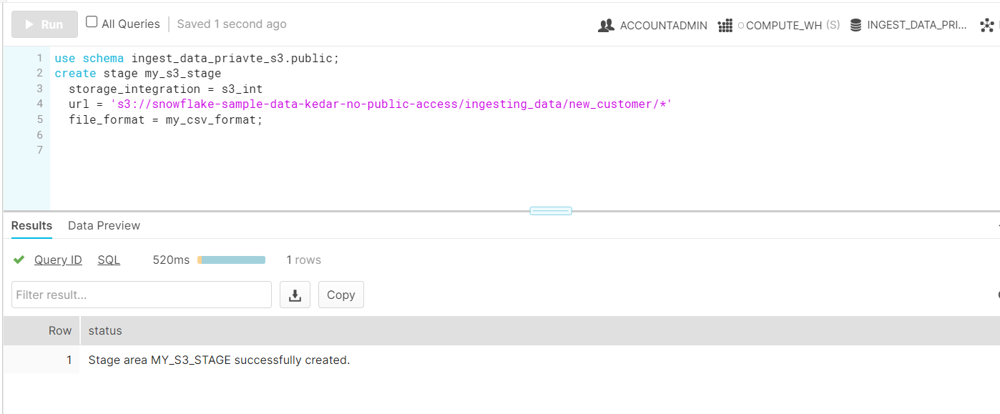 Run All Queries Saved 1 second ago ACCOUNTADMIN COMPUTE_WH (S) INGEST_DATA_PRI...
1 use schema ingest_data_priavte_s3.public;
2 create stage my_s3_stage
3 storage_integration = s3_int
4 url = 's3://snowflake-sample-data-kedar-no-public-access/ingesting_data/new_customer/*'
5 file_format = my_csv_format;
6
7
Results Data Preview
Query ID SQL 520ms 1 rows
Filter result... Copy
Row status
1 Stage area MY_S3_STAGE successfully created.